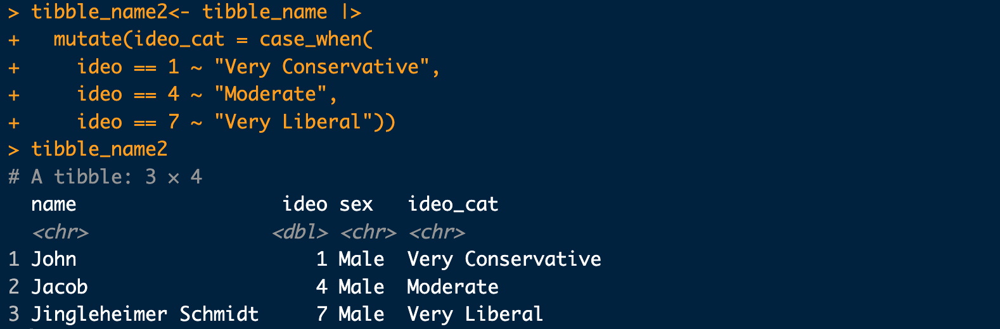 > tibble_name2<- tibble_name |>
+   mutate(ideo_cat = case_when(
+     ideo == 1 ~ "Very Conservative",
+     ideo == 4 ~ "Moderate",
+     ideo == 7 ~ "Very Liberal"))
> tibble_name2
# A tibble: 3 × 4
  name                  ideo sex   ideo_cat
  <chr>                <dbl> <chr> <chr>
1 John                     1 Male  Very Conservative
2 Jacob                    4 Male  Moderate
3 Jingleheimer Schmidt     7 Male  Very Liberal